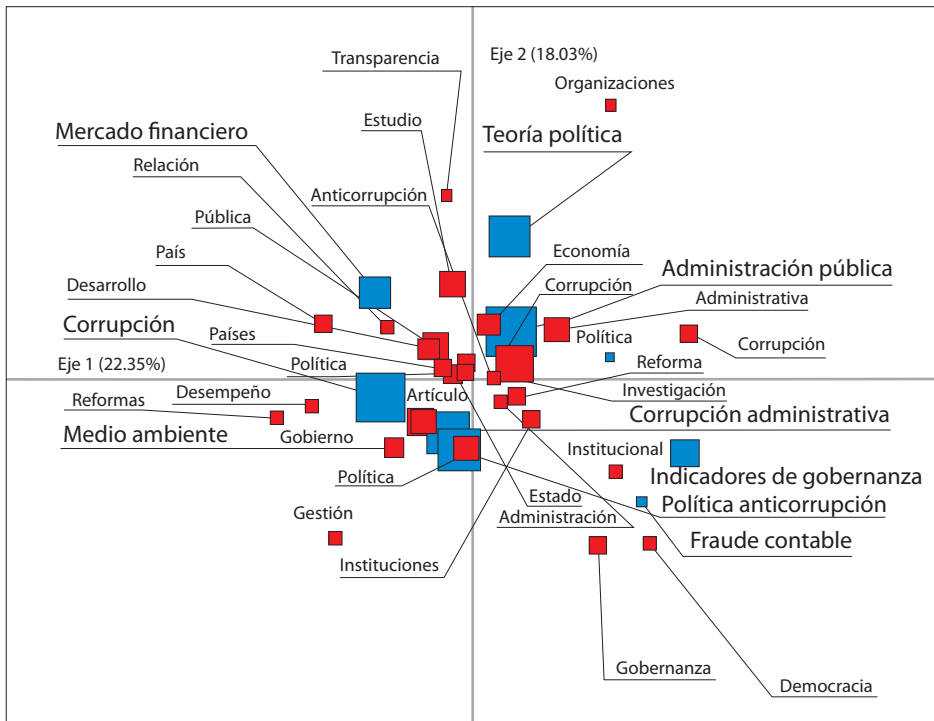 Eje 2 (18.03%)
Transparencia
Organizaciones
Estudio
Mercado financiero
Teoría política
Relación
Anticorrupción
Pública
País
Economía
Administración pública
Desarrollo
Corrupción
Administrativa
Corrupción
Países
Política
Corrupción
Eje 1 (22.35%)
Política
Reforma
Desempeño
Artículo
Investigación
Reformas
Corrupción administrativa
Medio ambiente
Gobierno
Institucional
Política
Indicadores de gobernanza
Estado
Política anticorrupción
Gestión
Administración
Fraude contable
Instituciones
Gobernanza
Democracia